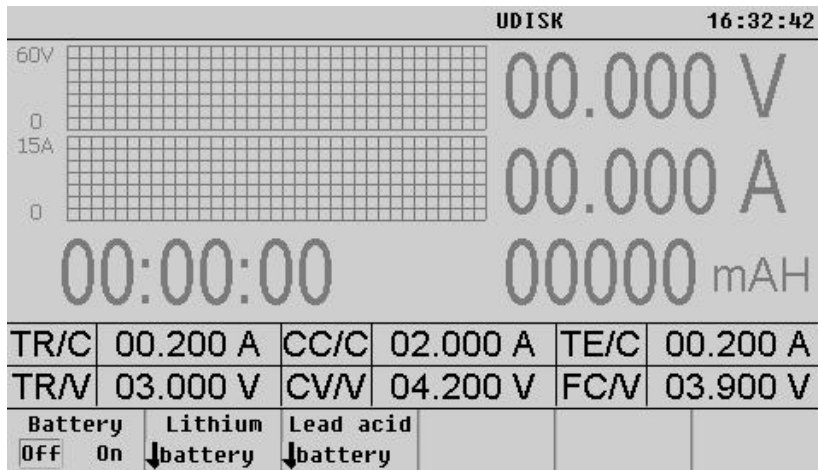 UDISK 16:32:42
60V
00.000 V
0
15A
00.000 A
0
00:00:00 00000 mAH
TR/C 00.200 A CC/C 02.000 A TE/C 00.200 A
TR/V 03.000 V CV/V 04.200 V FC/V 03.900 V
Battery Lithium Lead acid
Off On battery battery